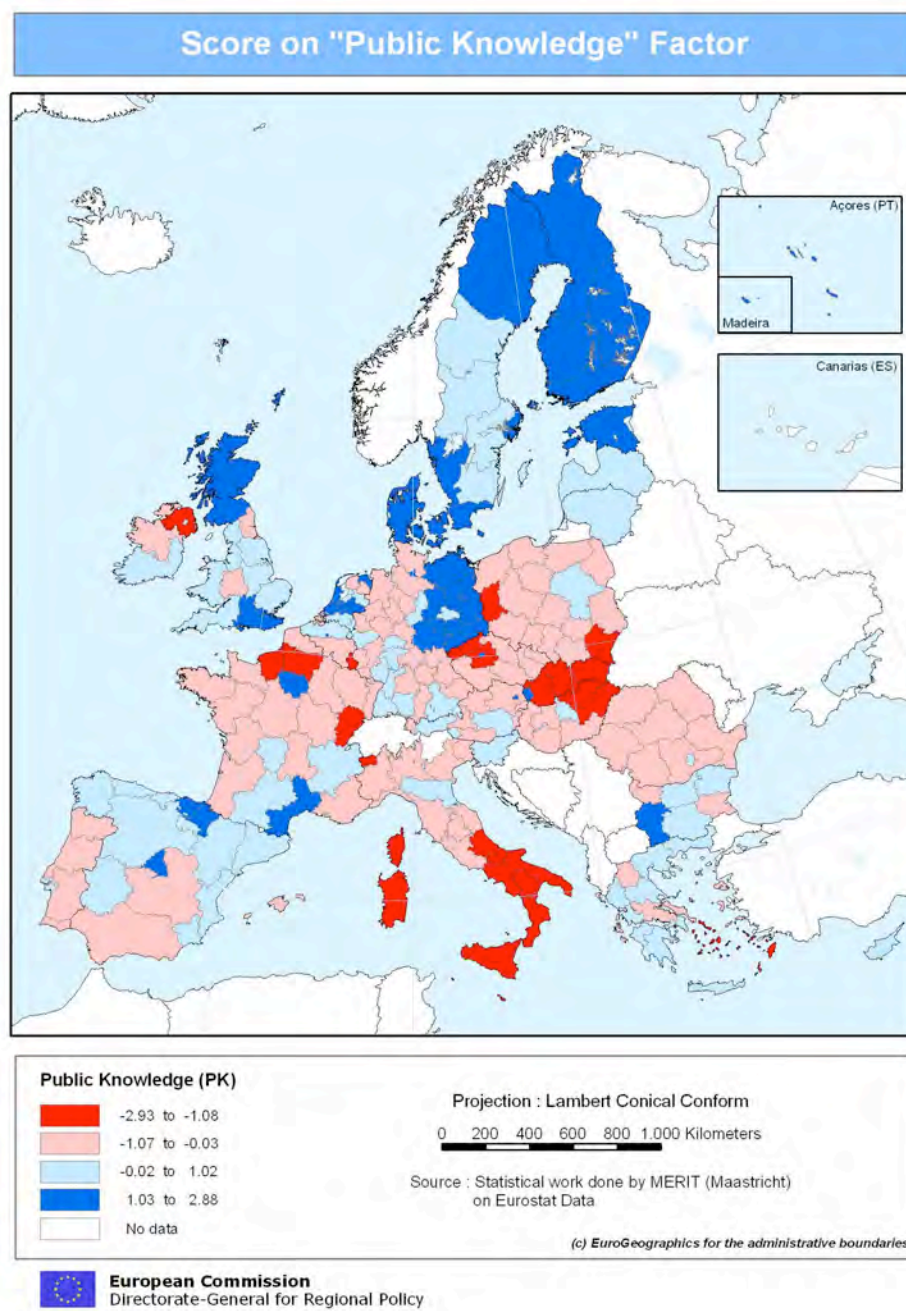 Score on "Public Knowledge" Factor
Açores (PT)
Madeira
Canarias (ES)
Public Knowledge (PK)
-2.93 to -1.08
-1.07 to -0.03
-0.02 to 1.02
1.03 to 2.88
No data
Projection : Lambert Conical Conform
0 200 400 600 800 1.000 Kilometers
Source : Statistical work done by MERIT (Maastricht)
on Eurostat Data
(c) EuroGeographics for the administrative boundaries
European Commission
Directorate-General for Regional Policy